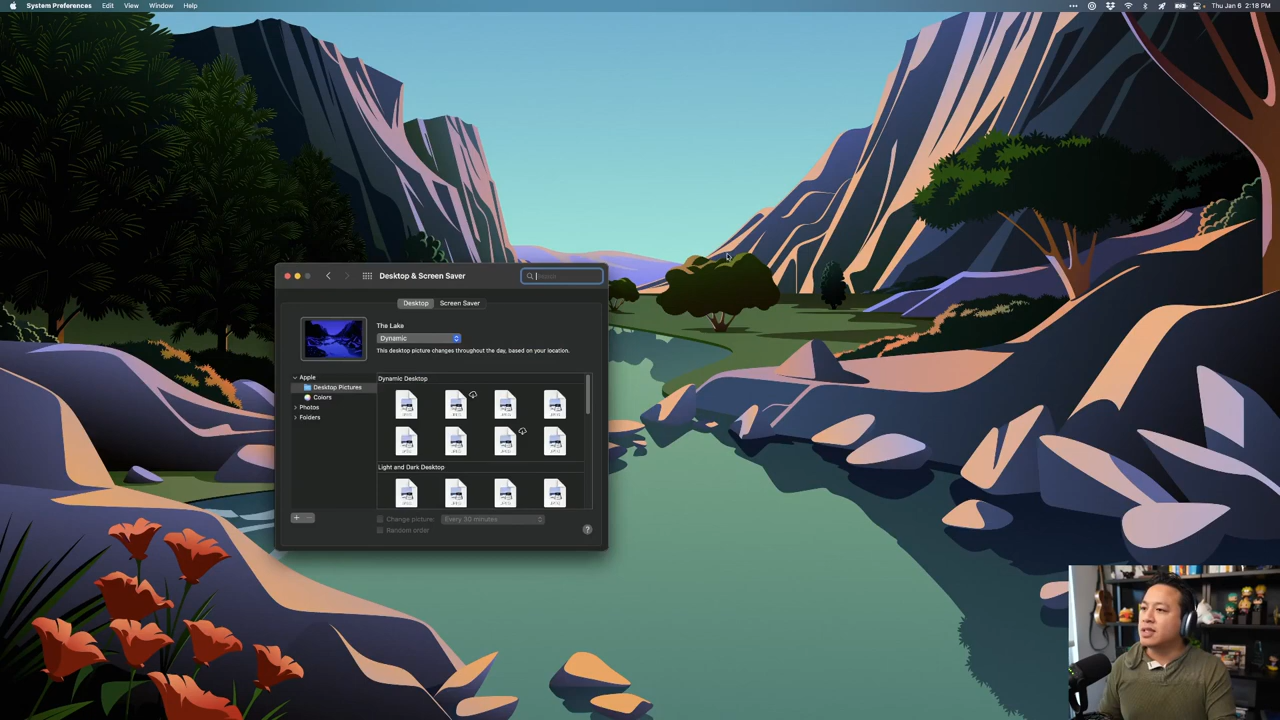 System Preferences Edit View Window Help
Thu Jan 6 2:18 PM
Desktop & Screen Saver
Desktop Screen Saver
The Lake
Dynamic
This desktop picture changes throughout the day, based on your location.
Apple
Desktop Pictures
Colors
Photos
Folders
Dynamic Desktop
Light and Dark Desktop
Change picture: Every 30 minutes
Random order